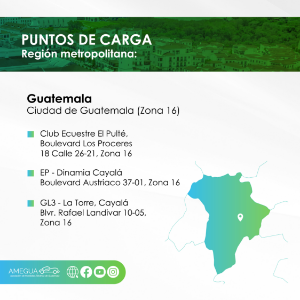 PUNTOS DE CARGA
Región metropolitana:
Guatemala
Ciudad de Guatemala (Zona 16)
Club Ecuestre El Pulté,
Boulevard Los Proceres
18 Calle 26-21, Zona 16
EP - Dinamia Cayalá
Boulevard Austriaco 37-01, Zona 16
GL3 - La Torre, Cayalá
Blvr. Rafael Landivar 10-05,
Zona 16
AMEGUA